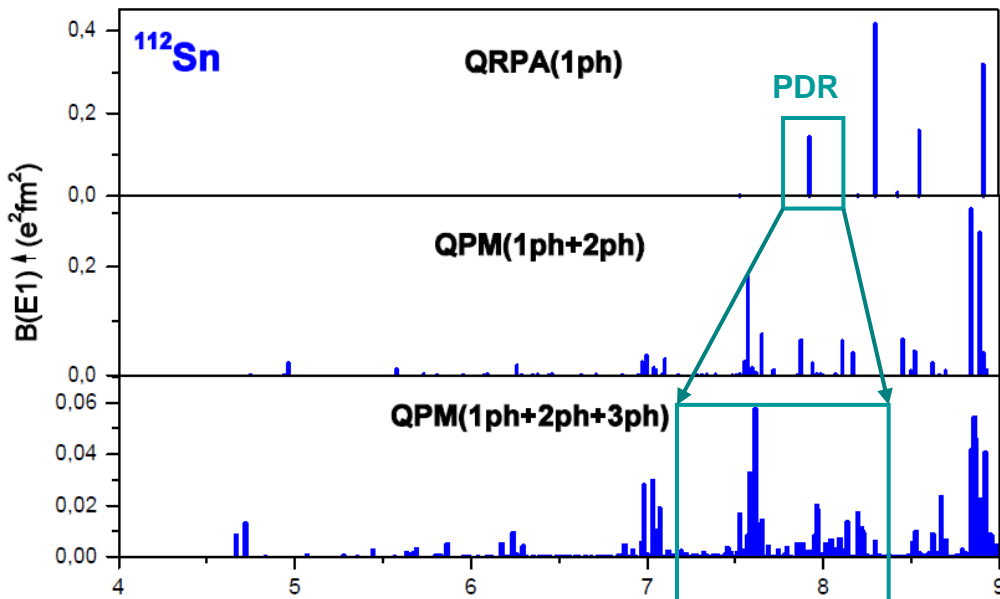 ¹¹²Sn
QRPA(1ph)
PDR
0,4
0,2
0,0
B(E1)↑(e²fm²)
QPM(1ph+2ph)
0,2
0,0
QPM(1ph+2ph+3ph)
0,06
0,04
0,02
0,00
4 5 6 7 8 9